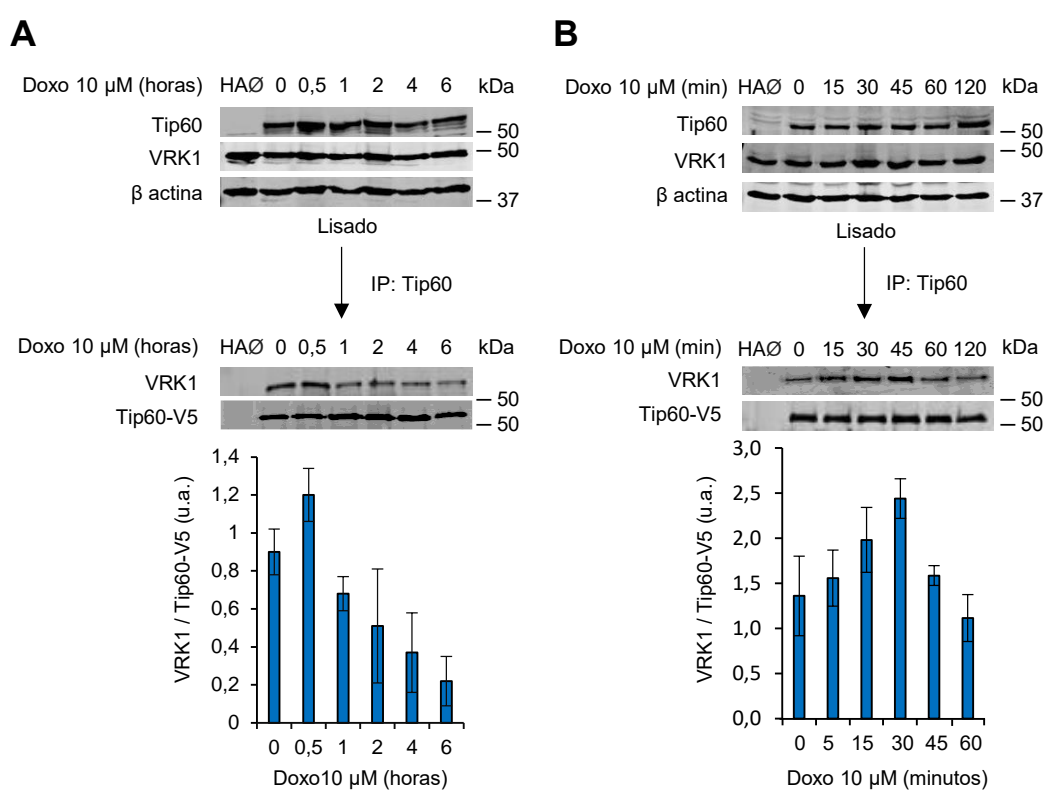 A
Doxo 10 µM (horas) HAØ 0 0,5 1 2 4 6 kDa
Tip60
50
VRK1
50
β actina
37
Lisado
IP: Tip60
Doxo 10 µM (horas) HAØ 0 0,5 1 2 4 6 kDa
VRK1
50
Tip60-V5
50
VRK1 / Tip60-V5 (u.a.)
1,4
1,2
1
0,8
0,6
0,4
0,2
0
0 0,5 1 2 4 6
Doxo10 µM (horas)
B
Doxo 10 µM (min) HAØ 0 15 30 45 60 120 kDa
Tip60
50
VRK1
50
β actina
37
Lisado
IP: Tip60
Doxo 10 µM (min) HAØ 0 15 30 45 60 120 kDa
VRK1
50
Tip60-V5
50
VRK1 / Tip60-V5 (u.a.)
3,0
2,5
2,0
1,5
1,0
0,5
0,0
0 5 15 30 45 60
Doxo 10 µM (minutos)